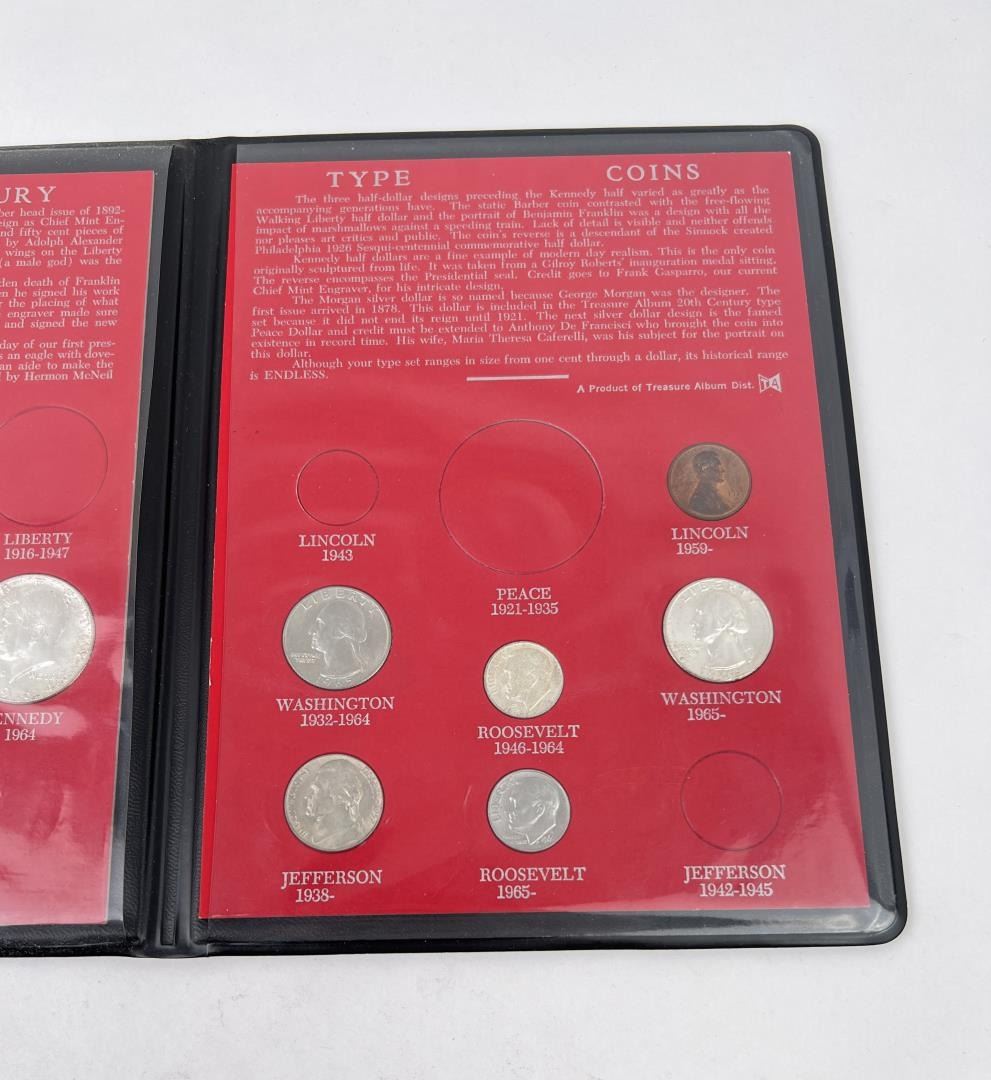 URY
ber head issue of 1892-
eign as Chief Mint En-
nd fifty cent pieces of
by Adolph Alexander
wings on the Liberty
(a male god) was the
den death of Franklin
en he signed his work
r the placing of what
engraver made sure
and signed the new
day of our first pres-
s an eagle with dove-
an aide to make the
l by Hermon McNeil
LIBERTY
1916-1947
ENNEDY
1964
TYPE COINS
The three half-dollar designs preceding the Kennedy half varied as greatly as the
accompanying generations have. The static Barber coin contrasted with the free-flowing
Walking Liberty half dollar and the portrait of Benjamin Franklin was a design with all the
impact of marshmallows against a speeding train. Lack of detail is visible and neither offends
nor pleases art critics and public. The coin's reverse is a descendant of the Sinnock created
Philadelphia 1926 Sesqui-centennial commemorative half dollar.
Kennedy half dollars are a fine example of modern day realism. This is the only coin
originally sculptured from life. It was taken from a Gilroy Roberts' inauguration medal sitting.
The reverse encompasses the Presidential seal. Credit goes to Frank Gasparro, our current
Chief Mint Engraver, for his intricate design.
The Morgan silver dollar is so named because George Morgan was the designer. The
first issue arrived in 1878. This dollar is included in the Treasure Album 20th Century type
set because it did not end its reign until 1921. The next silver dollar design is the famed
Peace Dollar and credit must be extended to Anthony De Francisci who brought the coin into
existence in record time. His wife, Maria Theresa Caferelli, was his subject for the portrait on
this dollar.
Although your type set ranges in size from one cent through a dollar, its historical range
is ENDLESS.
A Product of Treasure Album Dist. TA
LINCOLN
1943
PEACE
1921-1935
LINCOLN
1959-
LIBERTY
WASHINGTON
1932-1964
ROOSEVELT
1946-1964
LIBERTY
WASHINGTON
1965-
JEFFERSON
1938-
LIBERTY
ROOSEVELT
1965-
JEFFERSON
1942-1945